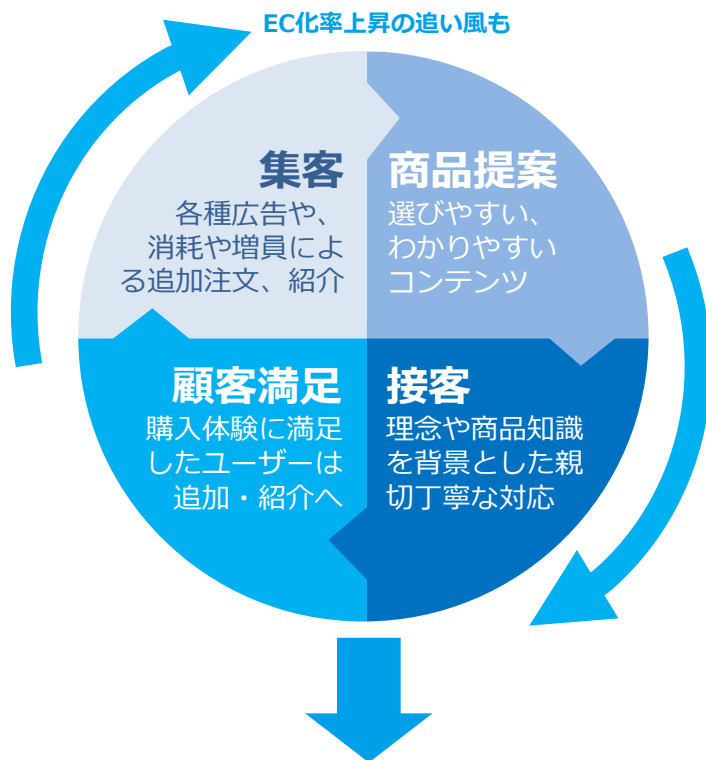 EC化率上昇の追い風も
集客
各種広告や、
消耗や増員によ
る追加注文、紹介
商品提案
選びやすい、
わかりやすい
コンテンツ
顧客満足
購入体験に満足
したユーザーは
追加・紹介へ
接客
理念や商品知識
を背景とした親
切丁寧な対応